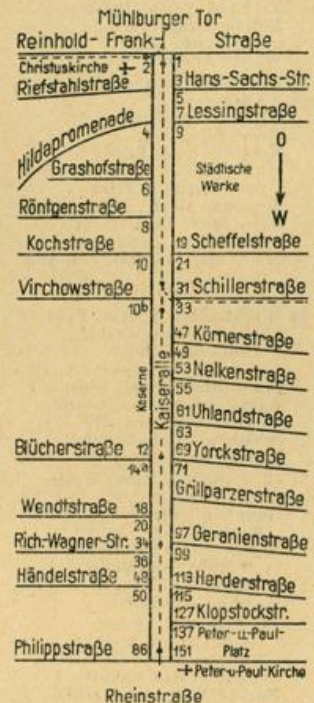 Mühlburger Tor
Reinhold-Frank- Straße
1
Christuskirche 2
3 Hans-Sachs-Str.
Riefstahlstraße
5
7 Lessingstraße
Hildapromenade 4
9
O
Grashofstraße
Städtische
Werke
6
W
Röntgenstraße
8
Kochstraße
19 Scheffelstraße
10
21
Virchowstraße
31 Schillerstraße
10b
33
47 Körnerstraße
49
Kaserne
Kaiseralle
53 Nelkenstraße
55
61 Uhlandstraße
63
Blücherstraße 12
69 Yorckstraße
14a
71
Grillparzerstraße
Wendtstraße 18
20
97 Geranienstraße
Rich.-Wagner-Str. 34
99
36
Händelstraße 48
113 Herderstraße
50
115
127 Klopstockstr.
137 Peter-u-Paul-
Platz
Philippstraße 86
151
Peter-u-Paul-Kirche
Rheinstraße